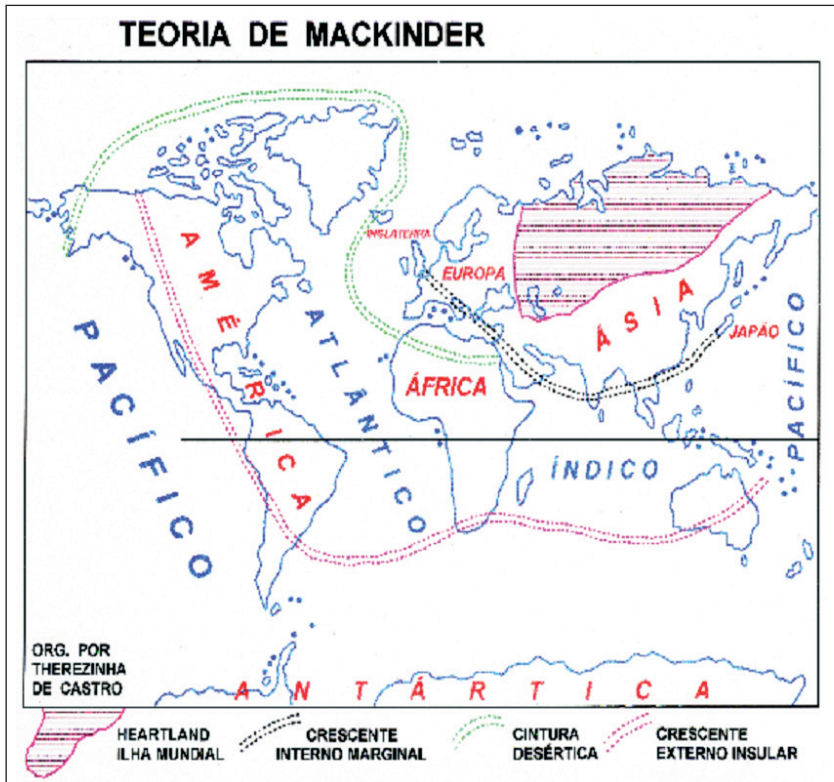 TEORIA DE MACKINDER
AMÉRICA
ATLÂNTICO
PACÍFICO
INGLATERRA
EUROPA
ÁSIA
JAPÃO
PACÍFICO
ÁFRICA
ÍNDICO
ANTÁRTICA
ORG. POR
THEREZINHA
DE CASTRO
HEARTLAND
ILHA MUNDIAL
CRESCENTE
INTERNO MARGINAL
CINTURA
DESÉRTICA
CRESCENTE
EXTERNO INSULAR